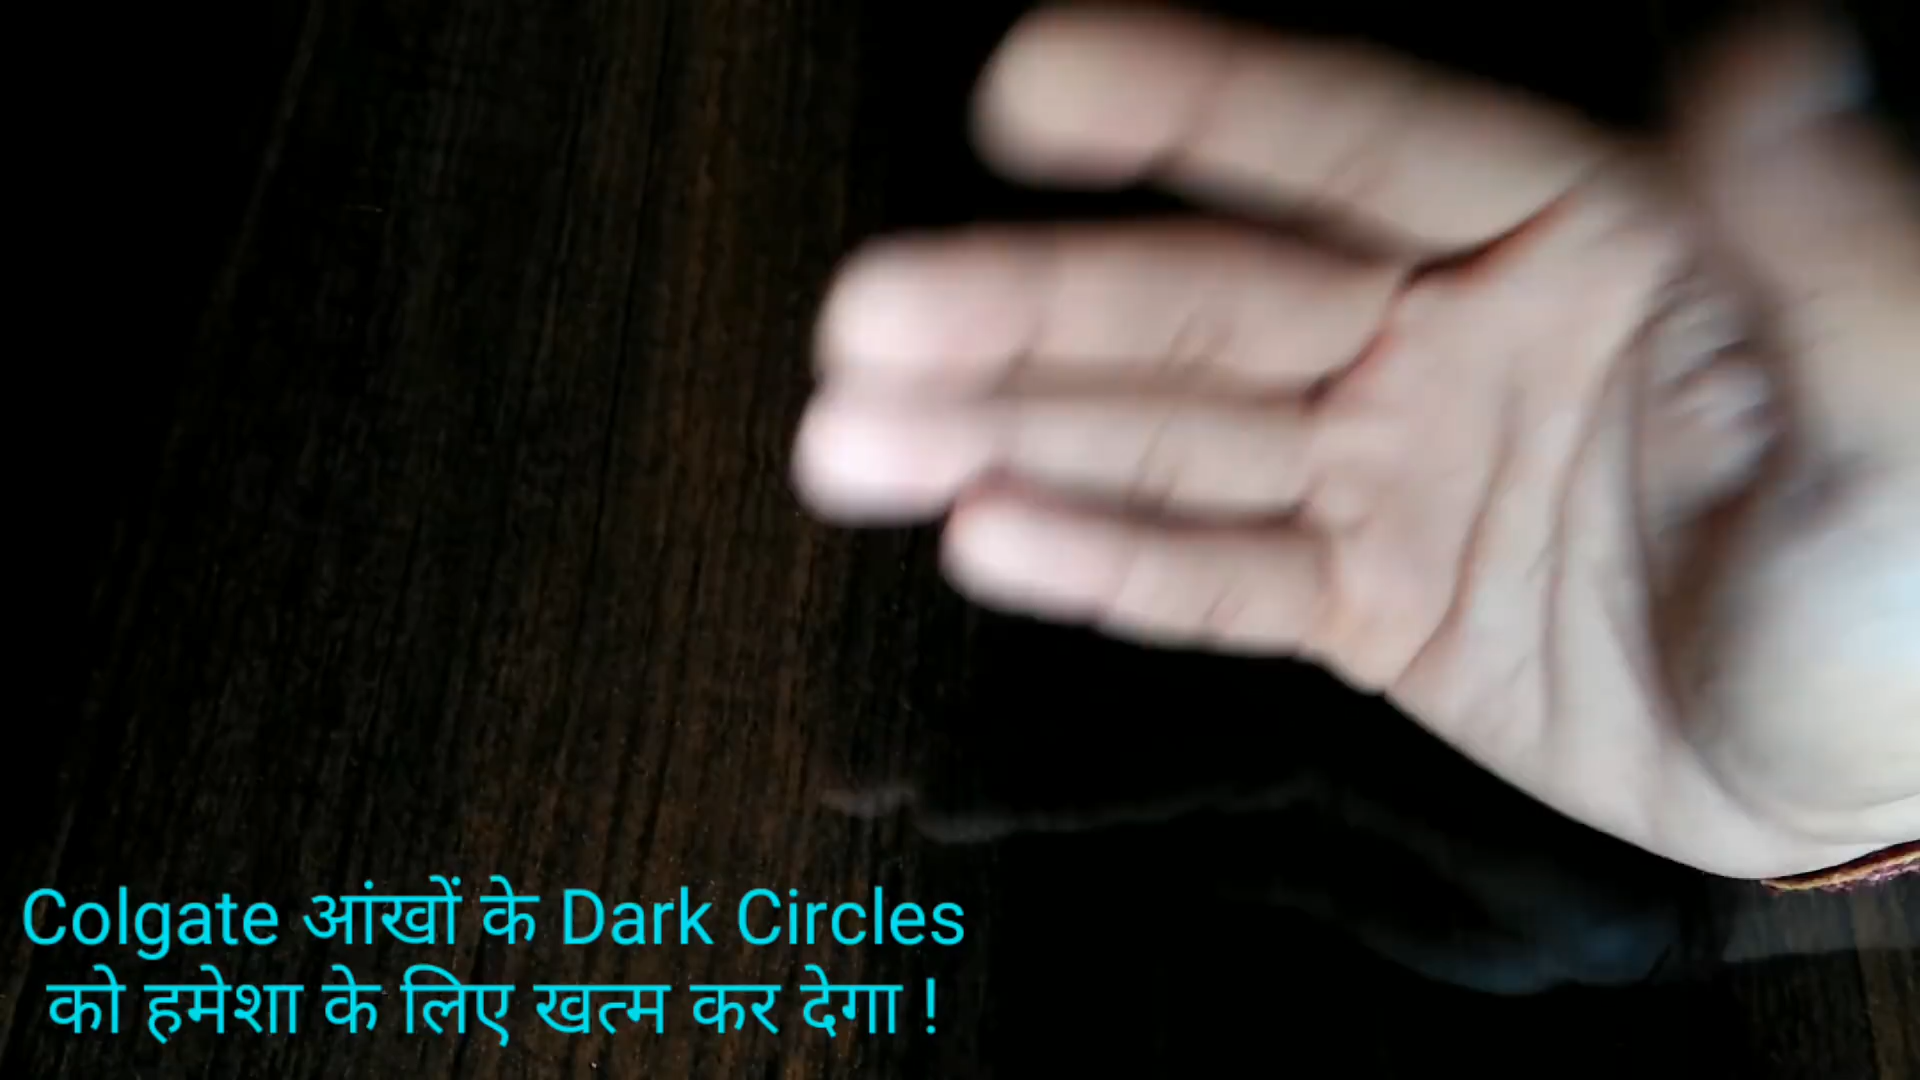 Colgate आंखों के Dark Circles
को हमेशा के लिए खत्म कर देगा !